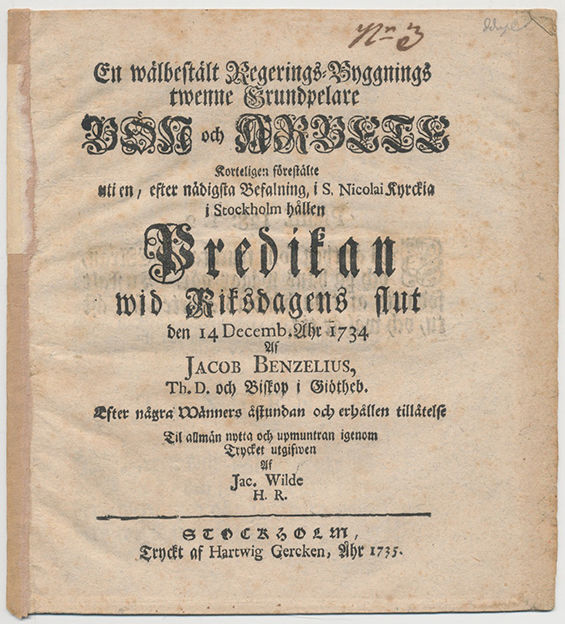 Nr 3
En wälbestält Regerings-Byggnings
twenne Grundpelare
BÖN och ARBETE
Korteligen förestälte
uti en, efter nådigsta Befalning, i S. Nicolai Kyrckia
i Stockholm hållen
Predikan
wid Riksdagens slut
den 14 Decemb. Åhr 1734
Af
JACOB BENZELIUS,
Th. D. och Biskop i Giötheb.
Efter några Wänners åstundan och erhållen tillåtelse
Til allmän nytta och upmuntran igenom
Trycket utgifwen
Af
Jac. Wilde
H. R.
STOCKHOLM,
Tryckt af Hartwig Gercken, Åhr 1735.